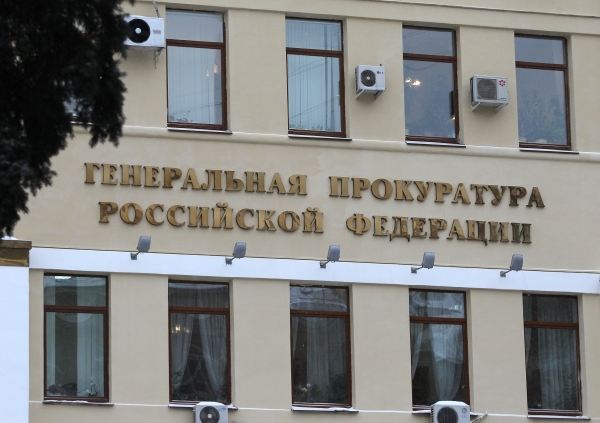 ГЕНЕРАЛЬНАЯ ПРОКУРАТУРА
РОССИЙСКОЙ ФЕДЕРАЦИИ